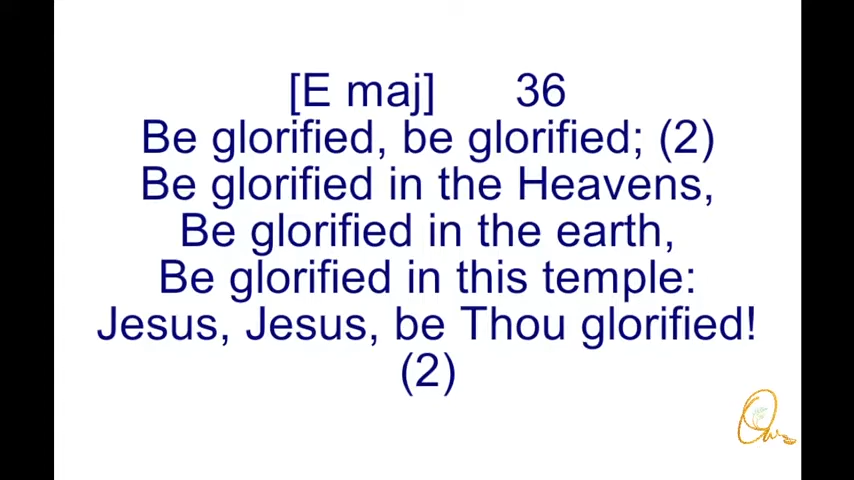 [E maj] 36
Be glorified, be glorified; (2)
Be glorified in the Heavens,
Be glorified in the earth,
Be glorified in this temple:
Jesus, Jesus, be Thou glorified!
(2)